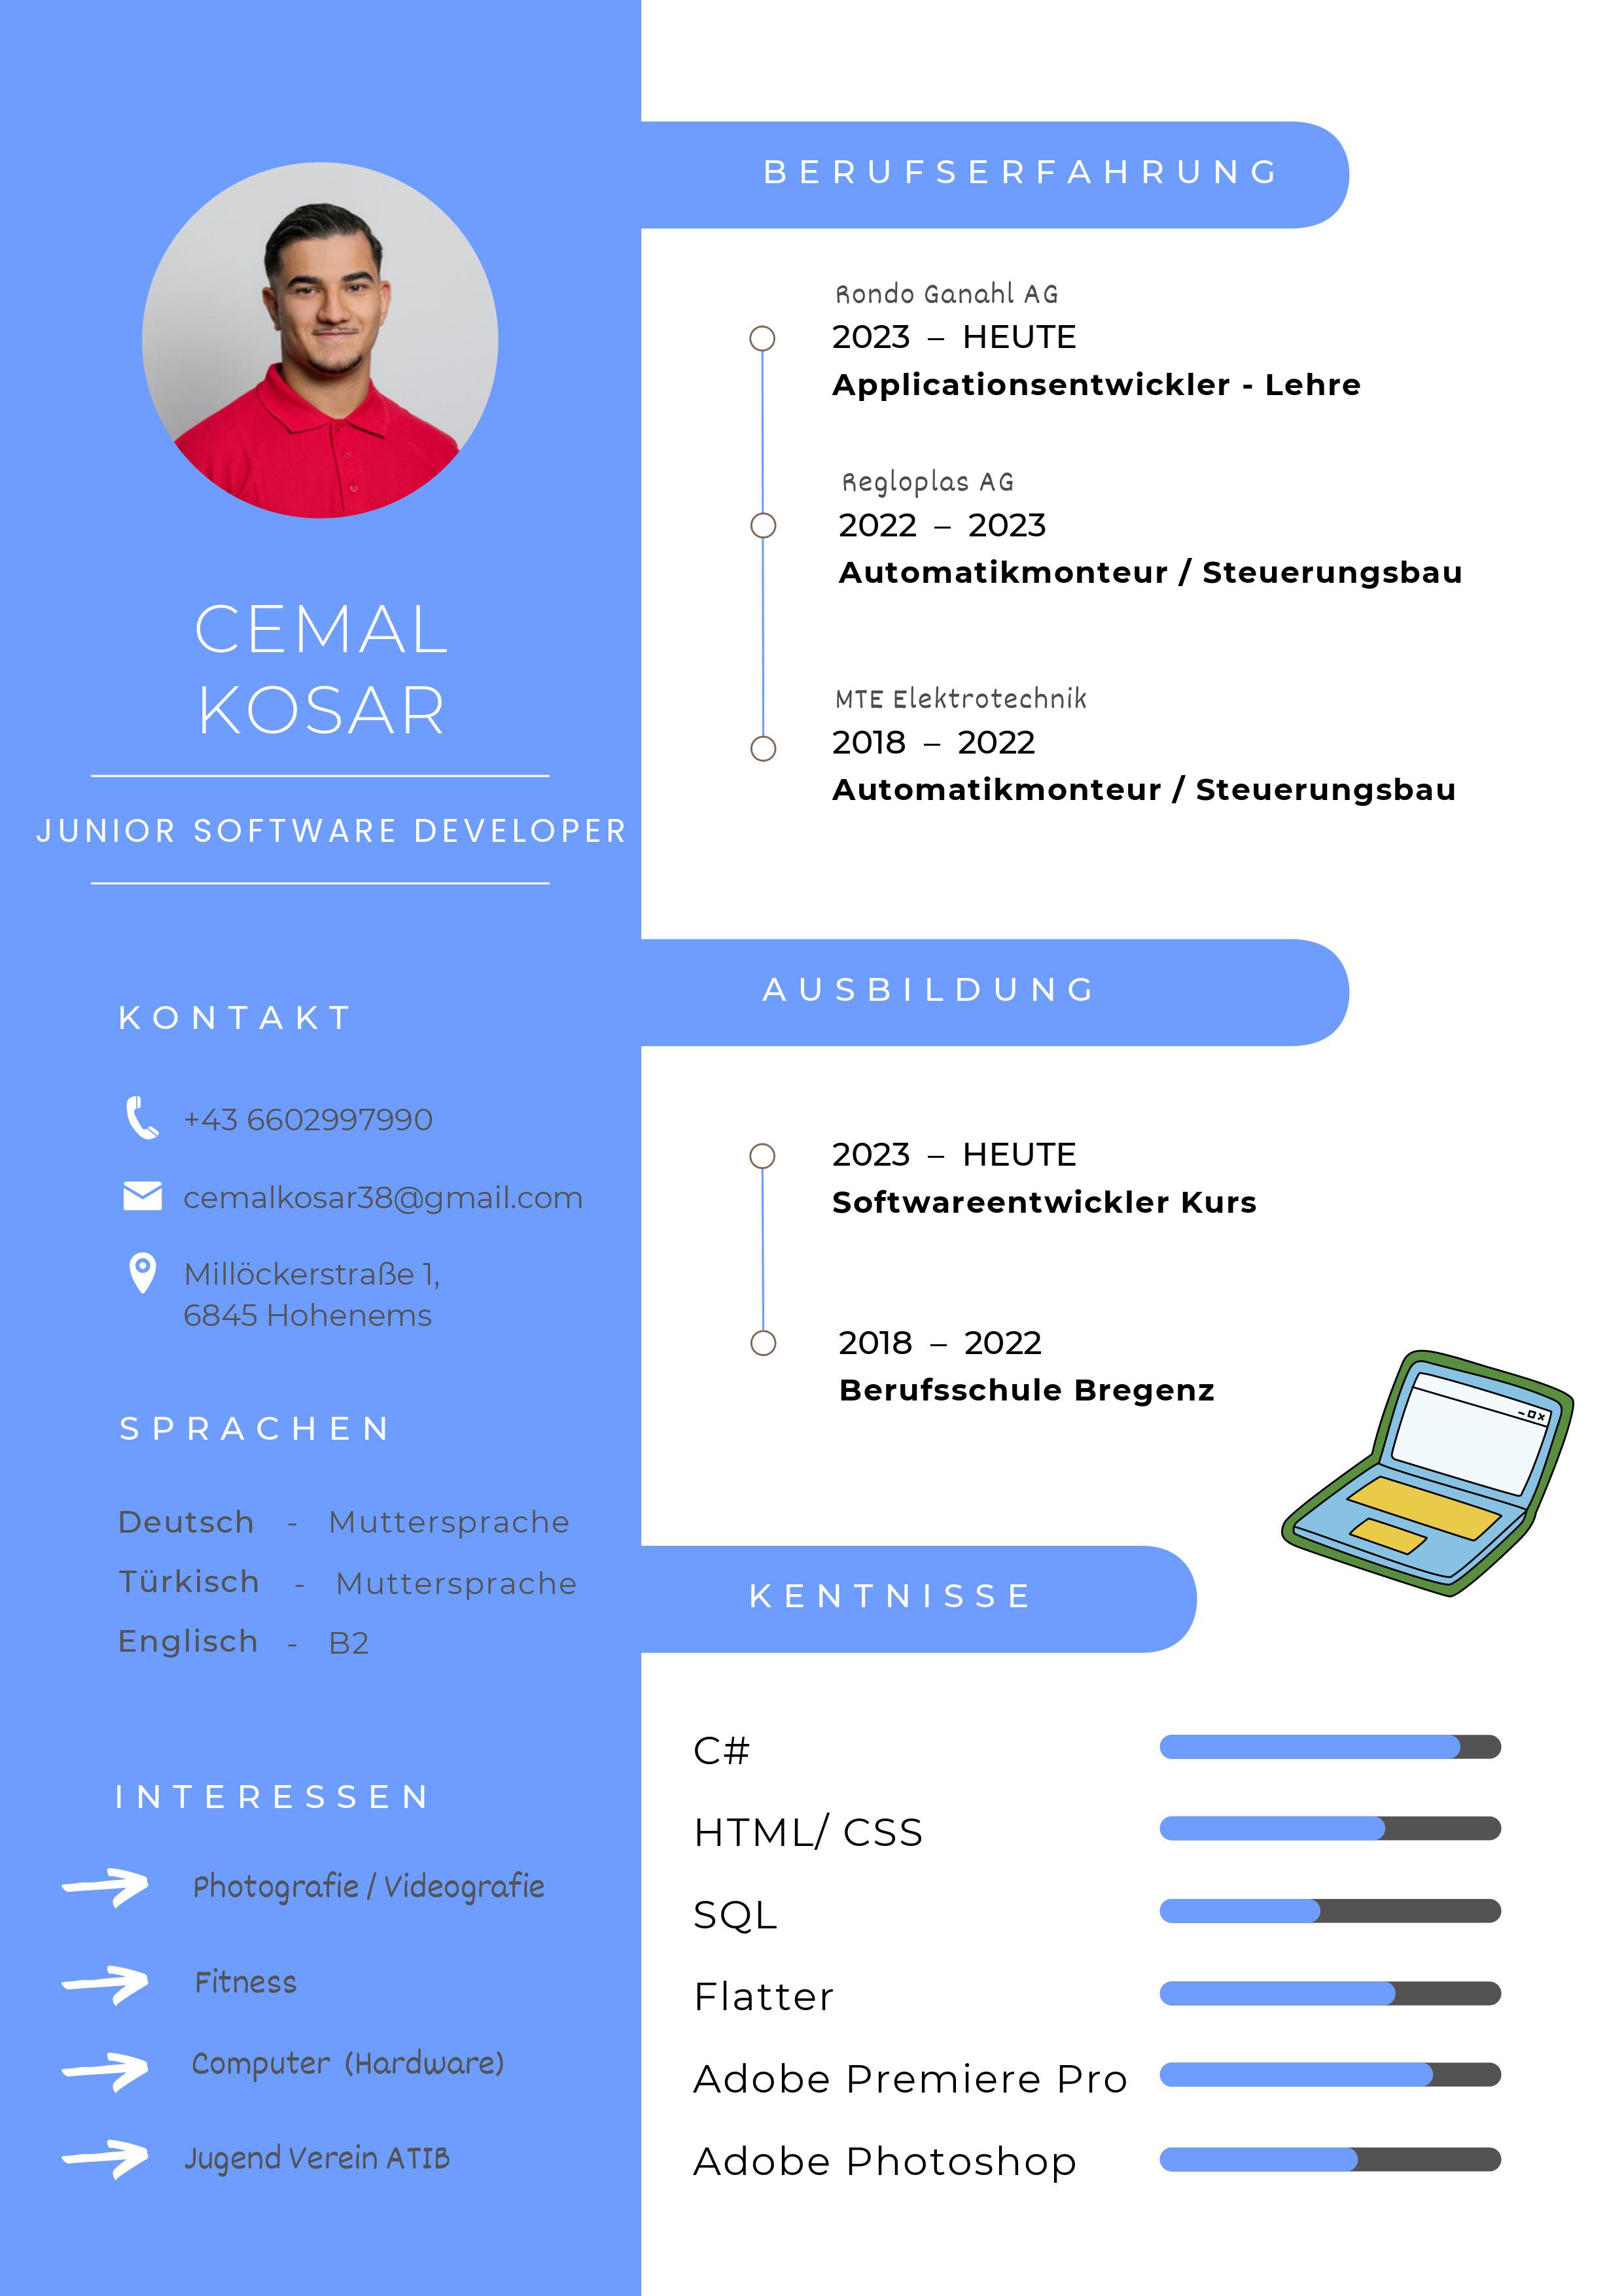 CEMAL
KOSAR
JUNIOR SOFTWARE DEVELOPER
KONTAKT
+43 6602997990
cemalkosar38@gmail.com
Millöckerstraße 1,
6845 Hohenems
SPRACHEN
Deutsch - Muttersprache
Türkisch - Muttersprache
Englisch - B2
INTERESSEN
Photografie / Videografie
Fitness
Computer (Hardware)
Jugend Verein ATIB
BERUFSERFAHRUNG
Rondo Ganahl AG
2023 – HEUTE
Applicationsentwickler - Lehre
Regloplas AG
2022 – 2023
Automatikmonteur / Steuerungsbau
MTE Elektrotechnik
2018 – 2022
Automatikmonteur / Steuerungsbau
AUSBILDUNG
2023 – HEUTE
Softwareentwickler Kurs
2018 – 2022
Berufsschule Bregenz
KENTNISSE
C#
HTML/ CSS
SQL
Flatter
Adobe Premiere Pro
Adobe Photoshop